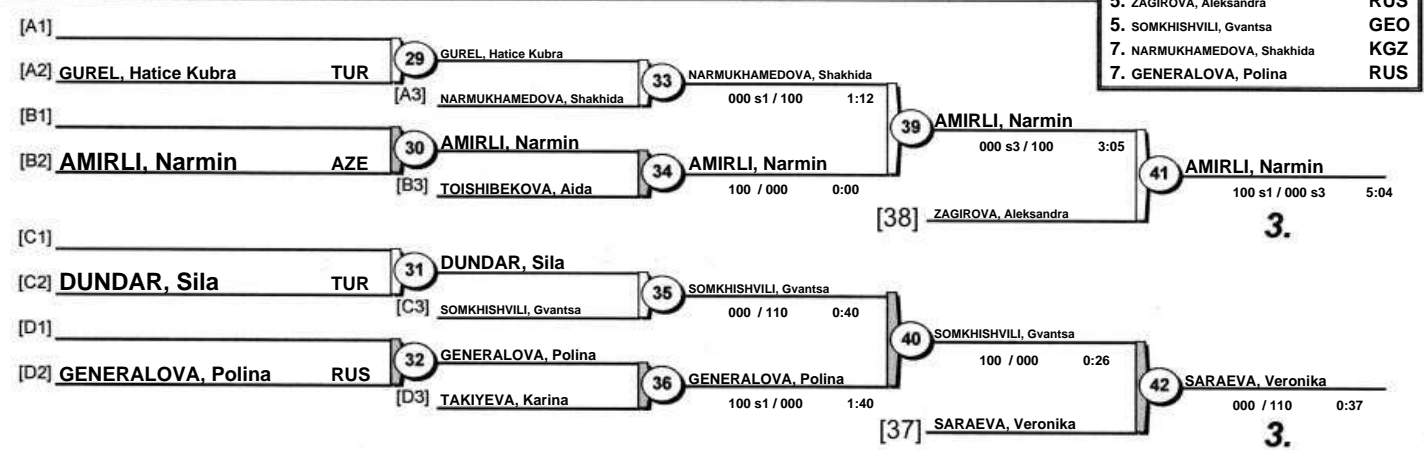 5. ZAGIROVA, Aleksandra RUS
5. SOMKHISHVILI, Gvantsa GEO
7. NARMUKHAMEDOVA, Shakhida KGZ
7. GENERALOVA, Polina RUS
[A1]
[A2] GUREL, Hatice Kubra TUR
29 GUREL, Hatice Kubra
[A3] NARMUKHAMEDOVA, Shakhida
33 NARMUKHAMEDOVA, Shakhida
000 s1 / 100 1:12
[B1]
[B2] AMIRLI, Narmin AZE
30 AMIRLI, Narmin
[B3] TOISHIBEKOVA, Aida
34 AMIRLI, Narmin
100 / 000 0:00
39 AMIRLI, Narmin
000 s3 / 100 3:05
[38] ZAGIROVA, Aleksandra
41 AMIRLI, Narmin
100 s1 / 000 s3 5:04
3.
[C1]
[C2] DUNDAR, Sila TUR
31 DUNDAR, Sila
[C3] SOMKHISHVILI, Gvantsa
35 SOMKHISHVILI, Gvantsa
000 / 110 0:40
[D1]
[D2] GENERALOVA, Polina RUS
32 GENERALOVA, Polina
[D3] TAKIYEVA, Karina
36 GENERALOVA, Polina
100 s1 / 000 1:40
40 SOMKHISHVILI, Gvantsa
100 / 000 0:26
[37] SARAEVA, Veronika
42 SARAEVA, Veronika
000 / 110 0:37
3.